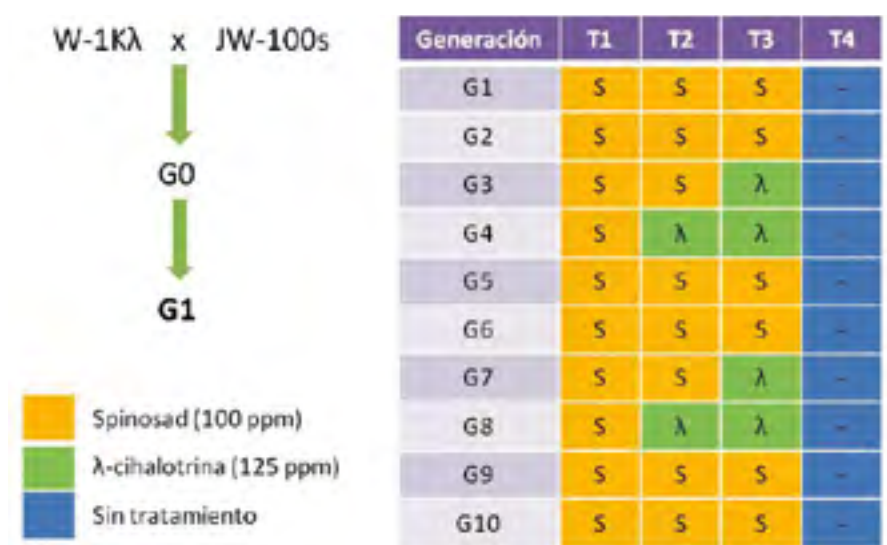 W-1Kλ x JW-100s
G0
G1
Spinosad (100 ppm)
λ-cihalotrina (125 ppm)
Sin tratamiento
Generación T1 T2 T3 T4
G1 S S S -
G2 S S S -
G3 S S λ -
G4 S λ λ -
G5 S S S -
G6 S S S -
G7 S S λ -
G8 S λ λ -
G9 S S S -
G10 S S S -